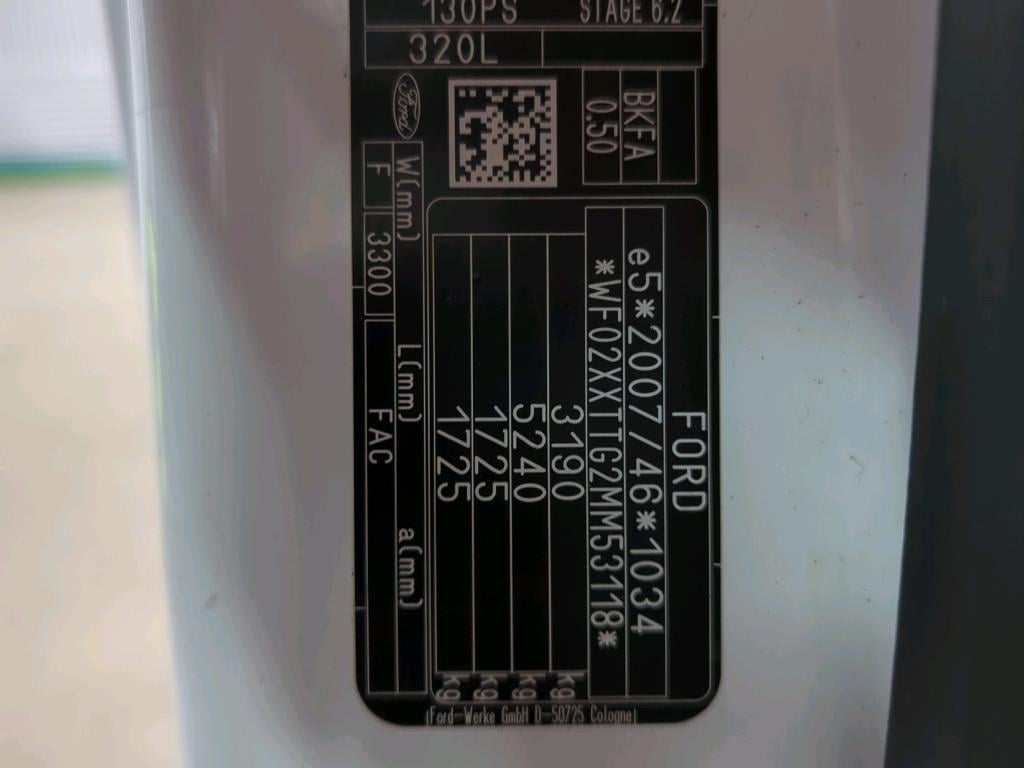 130PS STAGE 6.2
320L
Ford
BKFA
0.50
FORD
e5*2007/46*1034
*WF02XXTTG2MM53118*
3190 kg
5240 kg
1725 kg
1725 kg
W(mm) L(mm) a(mm)
F 3300 FAC
Ford-Werke GmbH D-50725 Cologne